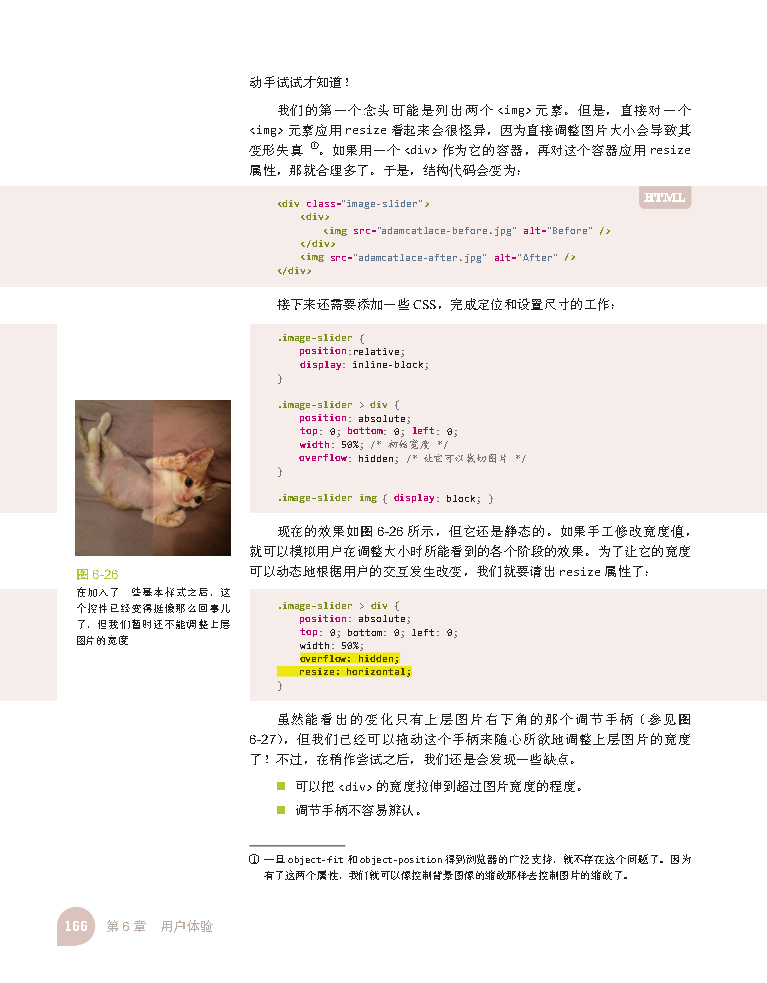 动手试试才知道！
我们的第一个念头可能是列出两个 <img> 元素。但是，直接对一个
<img> 元素应用 resize 看起来会很怪异，因为直接调整图片大小会导致其
变形失真 ①。如果用一个 <div> 作为它的容器，再对这个容器应用 resize
属性，那就合理多了。于是，结构代码会变为：
HTML
<div class="image-slider">
<div>
<img src="adamcatlace-before.jpg" alt="Before" />
</div>
<img src="adamcatlace-after.jpg" alt="After" />
</div>
接下来还需要添加一些 CSS，完成定位和设置尺寸的工作：
.image-slider {
position:relative;
display: inline-block;
}
.image-slider > div {
position: absolute;
top: 0; bottom: 0; left: 0;
width: 50%; /* 初始宽度 */
overflow: hidden; /* 让它可以裁切图片 */
}
.image-slider img { display: block; }
图 6-26
在加入了一些基本样式之后，这
个控件已经变得挺像那么回事儿
了，但我们暂时还不能调整上层
图片的宽度
现在的效果如图 6-26 所示，但它还是静态的。如果手工修改宽度值，
就可以模拟用户在调整大小时所能看到的各个阶段的效果。为了让它的宽度
可以动态地根据用户的交互发生改变，我们就要请出 resize 属性了：
.image-slider > div {
position: absolute;
top: 0; bottom: 0; left: 0;
width: 50%;
overflow: hidden;
resize: horizontal;
}
虽然能看出的变化只有上层图片右下角的那个调节手柄（参见图
6-27），但我们已经可以拖动这个手柄来随心所欲地调整上层图片的宽度
了！不过，在稍作尝试之后，我们还是会发现一些缺点。
■ 可以把 <div> 的宽度拉伸到超过图片宽度的程度。
■ 调节手柄不容易辨认。
① 一旦 object-fit 和 object-position 得到浏览器的广泛支持，就不存在这个问题了。因为
有了这两个属性，我们就可以像控制背景图像的缩放那样去控制图片的缩放了。
166 第 6 章 用户体验